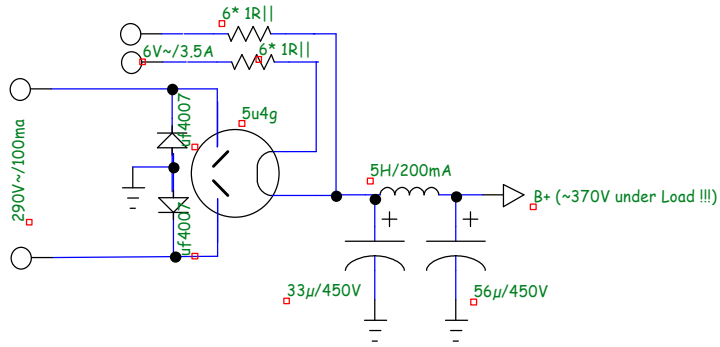 6* 1R||
6V~/3.5A
6* 1R||
uf4007
5u4g
290V~/100ma
5H/200mA
B+ (~370V under Load !!!)
uf4007
+
+
33µ/450V
56µ/450V